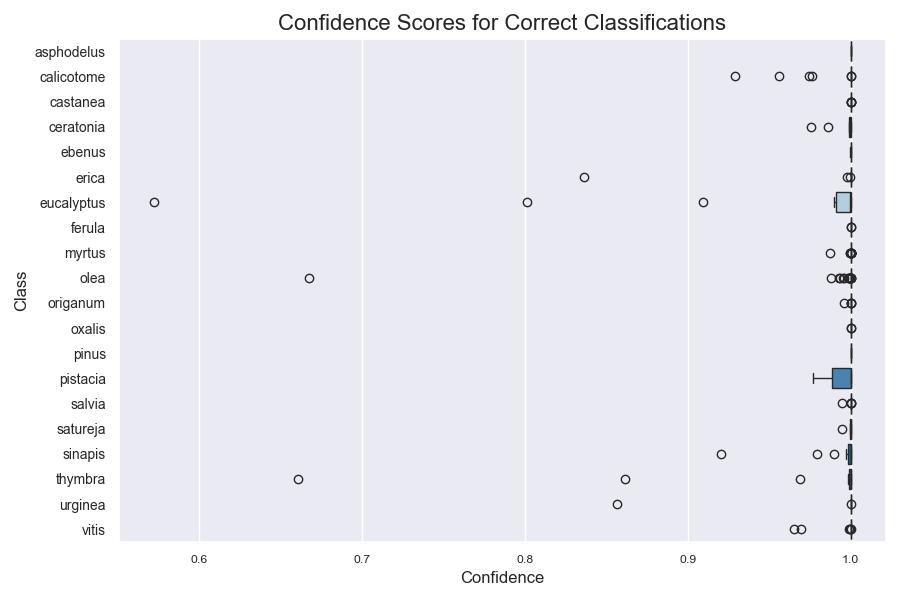 Confidence Scores for Correct Classifications
asphodelus
calicotome
castanea
ceratonia
ebenus
erica
eucalyptus
ferula
myrtus
olea
origanum
oxalis
pinus
pistacia
salvia
satureja
sinapis
thymbra
urginea
vitis
Class
0.6 0.7 0.8 0.9 1.0
Confidence